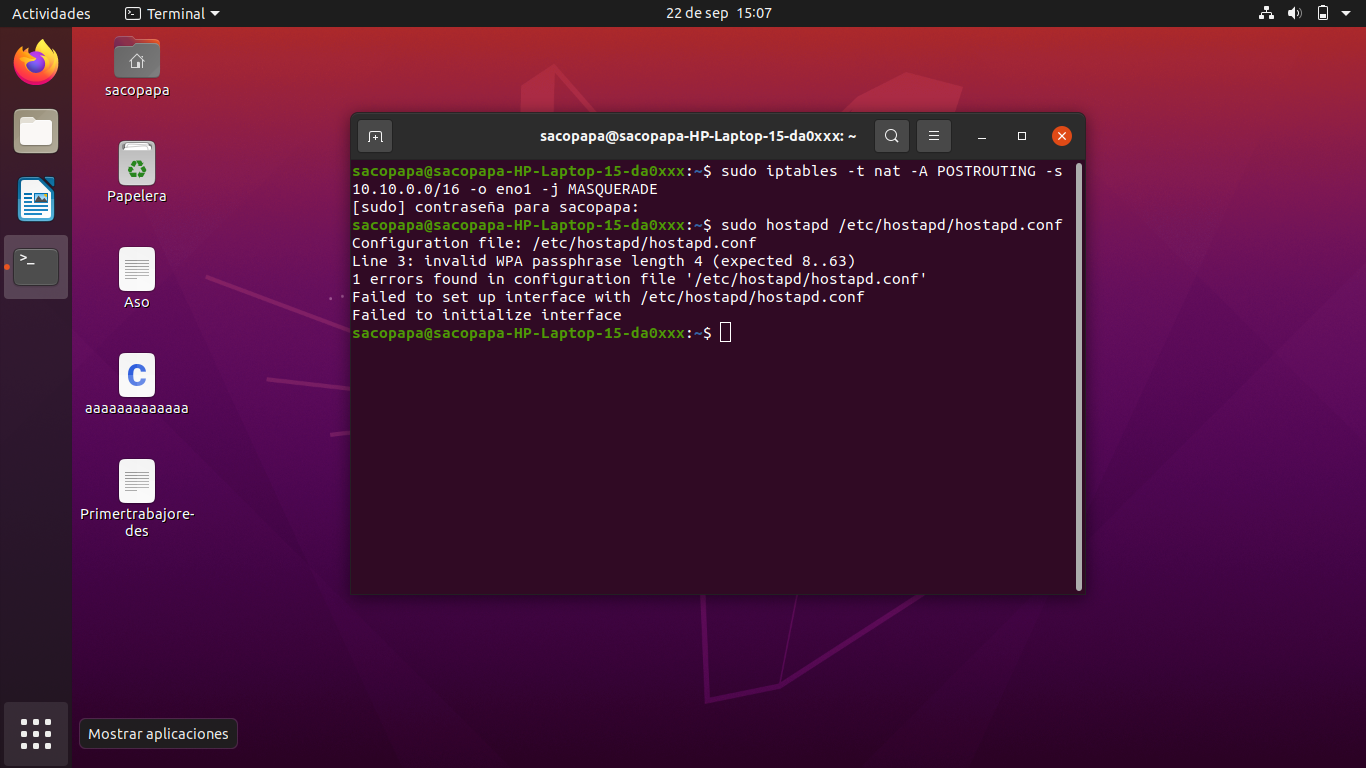 Actividades
Terminal
22 de sep 15:07
sacopapa
Papelera
Aso
aaaaaaaaaaaaa
Primertrabajore-
des
C
sacopapa@sacopapa-HP-Laptop-15-da0xxx: ~
sacopapa@sacopapa-HP-Laptop-15-da0xxx:~$ sudo iptables -t nat -A POSTROUTING -s
10.10.0.0/16 -o eno1 -j MASQUERADE
[sudo] contraseña para sacopapa:
sacopapa@sacopapa-HP-Laptop-15-da0xxx:~$ sudo hostapd /etc/hostapd/hostapd.conf
Configuration file: /etc/hostapd/hostapd.conf
Line 3: invalid WPA passphrase length 4 (expected 8..63)
1 errors found in configuration file '/etc/hostapd/hostapd.conf'
Failed to set up interface with /etc/hostapd/hostapd.conf
Failed to initialize interface
sacopapa@sacopapa-HP-Laptop-15-da0xxx:~$
Mostrar aplicaciones